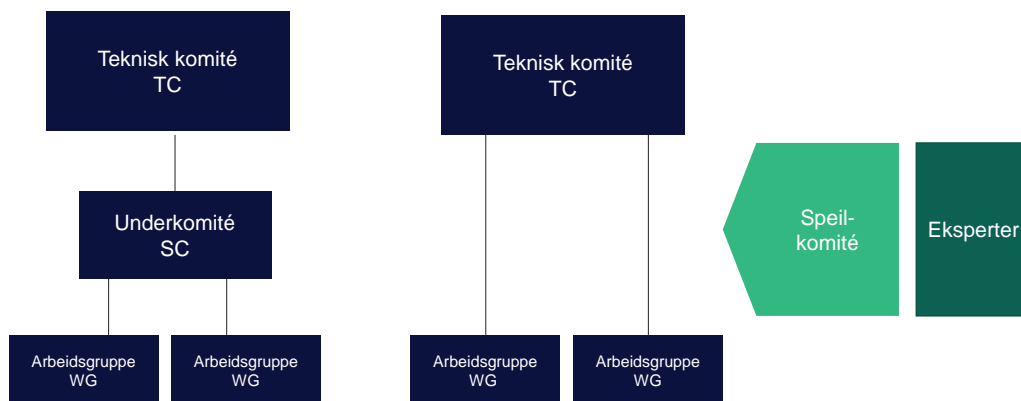 Teknisk komité
TC
Teknisk komité
TC
Underkomité
SC
Speil-
komité
Eksperter
Arbeidsgruppe
WG
Arbeidsgruppe
WG
Arbeidsgruppe
WG
Arbeidsgruppe
WG